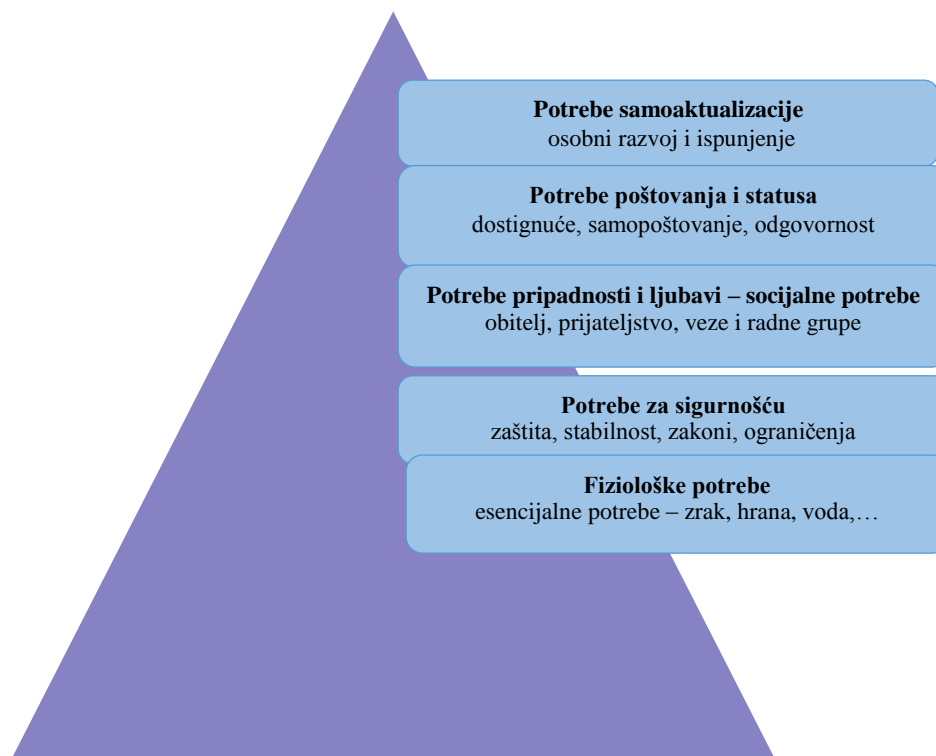 Potrebe samoaktualizacije
osobni razvoj i ispunjenje
Potrebe poštovanja i statusa
dostignuće, samopoštovanje, odgovornost
Potrebe pripadnosti i ljubavi – socijalne potrebe
obitelj, prijateljstvo, veze i radne grupe
Potrebe za sigurnošću
zaštita, stabilnost, zakoni, ograničenja
Fiziološke potrebe
esencijalne potrebe – zrak, hrana, voda,…